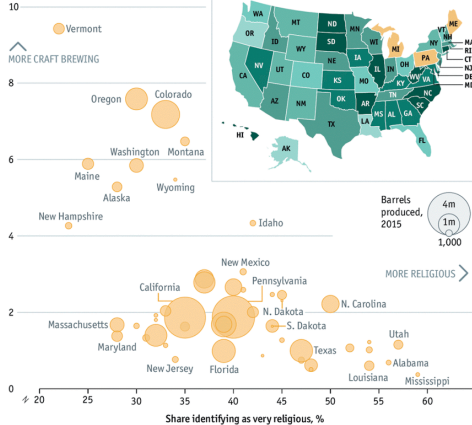 10
Vermont
MORE CRAFT BREWING
8
Oregon
Colorado
Washington
Montana
6
Maine
Wyoming
Alaska
New Hampshire
Idaho
4
New Mexico
MORE RELIGIOUS
California
Pennsylvania
N. Dakota
N. Carolina
2
Massachusetts
S. Dakota
Maryland
Utah
Texas
New Jersey
Florida
Louisiana
Alabama
Mississippi
0
20 25 30 35 40 45 50 55 60
Share identifying as very religious, %
WA
MT
ND
MN
VT
ME
OR
ID
SD
WI
MI
NY
NH
MA
WY
IA
NE
PA
RI
NV
UT
IL
IN
OH
CT
CA
CO
KS
MO
KY
WV
VA
NJ
DE
AZ
NM
OK
AR
TN
NC
MD
MS
AL
GA
SC
TX
LA
HI
FL
AK
Barrels
produced,
2015
4m
1m
1,000